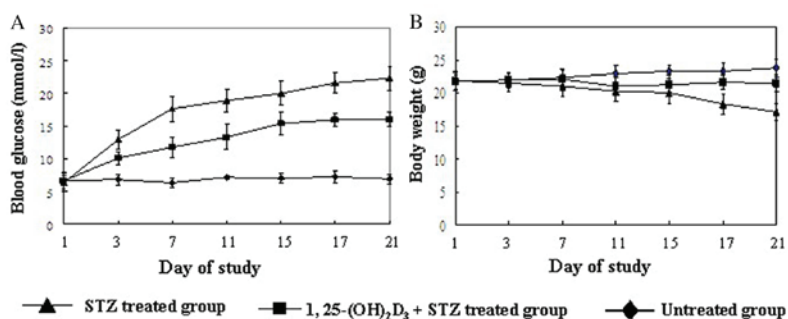 A
Blood glucose (mmol/l)
30
25
20
15
10
5
0
1 3 7 11 15 17 21
Day of study
B
Body weight (g)
30
25
20
15
10
5
0
1 3 7 11 15 17 21
Day of study
STZ treated group
1, 25-(OH)₂D₃ + STZ treated group
Untreated group